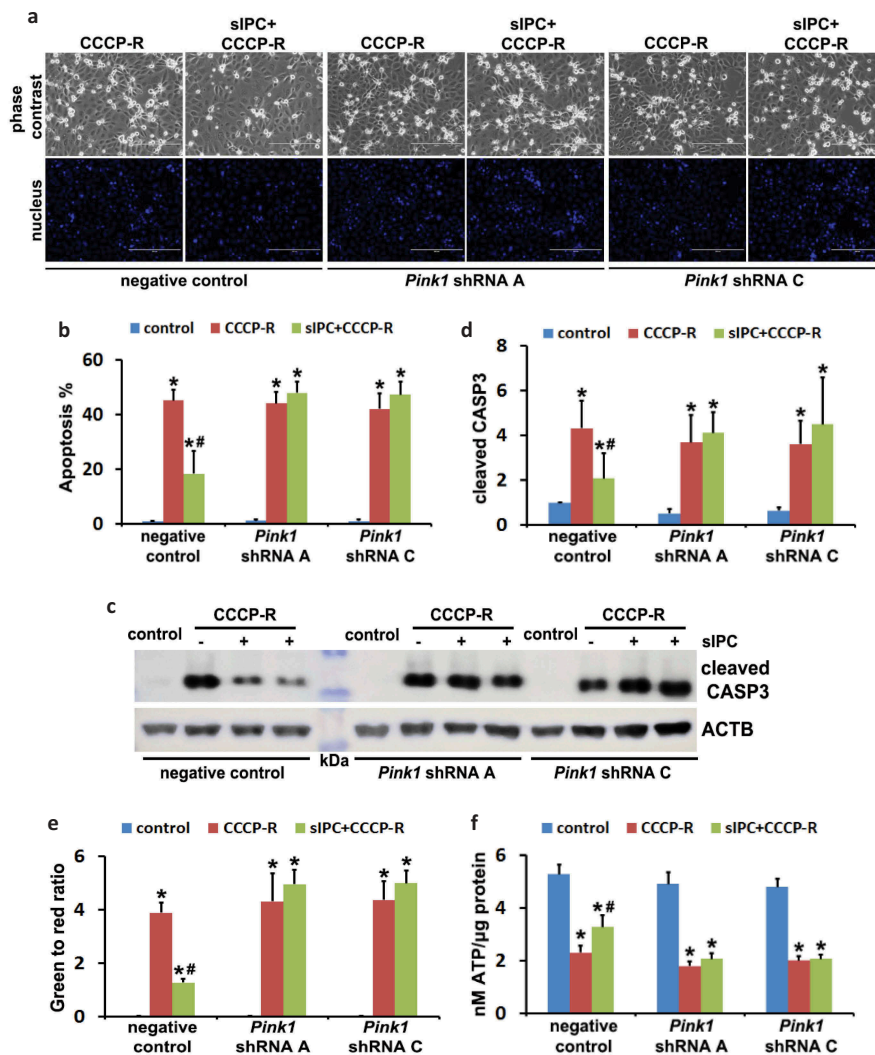 a
CCCP-R
sIPC+
CCCP-R
CCCP-R
sIPC+
CCCP-R
CCCP-R
sIPC+
CCCP-R
phase
contrast
nucleus
negative control
Pink1 shRNA A
Pink1 shRNA C
b
control CCCP-R sIPC+CCCP-R
Apoptosis %
60
40
20
0
* *# * * * *
negative
control
Pink1
shRNA A
Pink1
shRNA C
d
control CCCP-R sIPC+CCCP-R
cleaved CASP3
8
6
4
2
0
* *# * * * *
negative
control
Pink1
shRNA A
Pink1
shRNA C
c
CCCP-R CCCP-R CCCP-R
control - + + control - + + control - + + sIPC
cleaved
CASP3
ACTB
negative control
kDa
Pink1 shRNA A
Pink1 shRNA C
e
control CCCP-R sIPC+CCCP-R
Green to red ratio
6
4
2
0
* *# * * * *
negative
control
Pink1
shRNA A
Pink1
shRNA C
f
control CCCP-R sIPC+CCCP-R
nM ATP/µg protein
6
4
2
0
* *# * * * *
negative
control
Pink1
shRNA A
Pink1
shRNA C